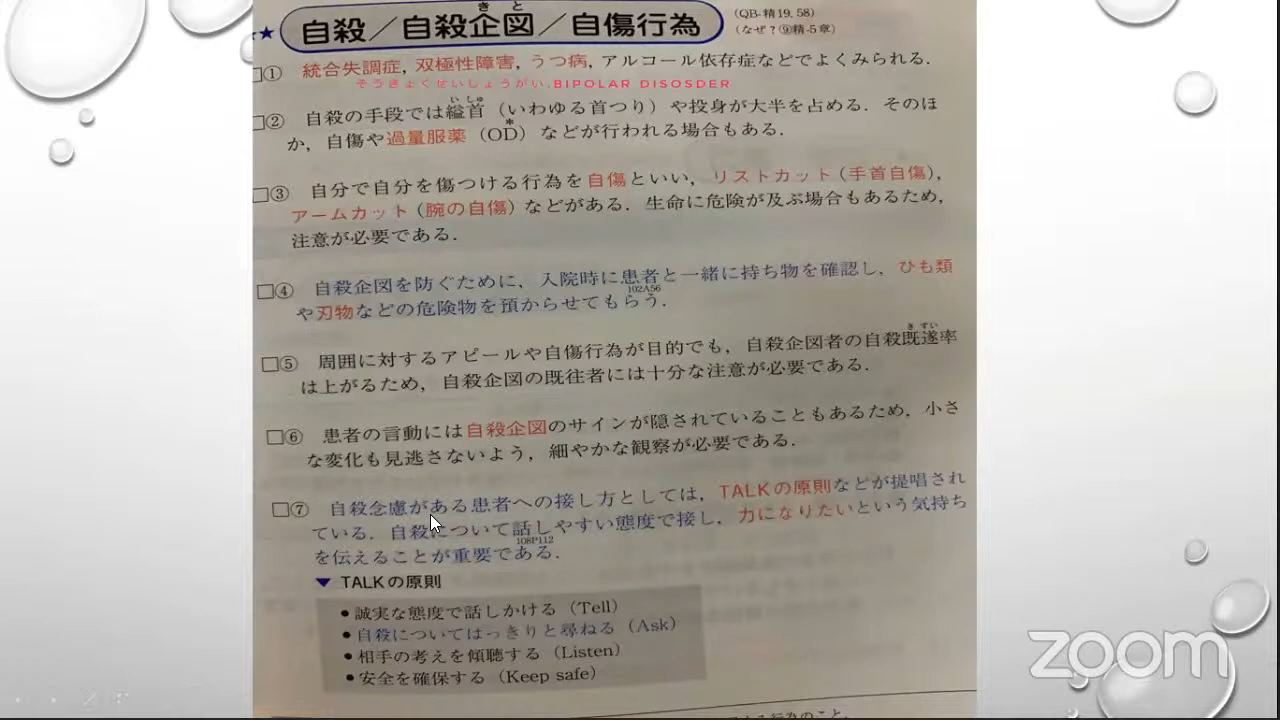 き と
★ 自殺／自殺企図／自傷行為
(QB-精19, 58)
(なぜ？⑨精-5章)
□① 統合失調症, 双極性障害, うつ病, アルコール依存症などでよくみられる.
そうきょくせいしょうがい.BIPOLAR DISOSDER
い しゅ
□② 自殺の手段では縊首（いわゆる首つり）や投身が大半を占める. そのほ
か, 自傷や過量服薬（OD*）などが行われる場合もある.
□③ 自分で自分を傷つける行為を自傷といい, リストカット（手首自傷）,
アームカット（腕の自傷）などがある. 生命に危険が及ぶ場合もあるため,
注意が必要である.
□④ 自殺企図を防ぐために, 入院時に患者と一緒に持ち物を確認し, ひも類
102A56
や刃物などの危険物を預からせてもらう.
き すい
□⑤ 周囲に対するアピールや自傷行為が目的でも, 自殺企図者の自殺既遂率
は上がるため, 自殺企図の既往者には十分な注意が必要である.
□⑥ 患者の言動には自殺企図のサインが隠されていることもあるため, 小さ
な変化も見逃さないよう, 細やかな観察が必要である.
□⑦ 自殺念慮がある患者への接し方としては, TALKの原則などが提唱され
ている. 自殺について話しやすい態度で接し, 力になりたいという気持ち
108P112
を伝えることが重要である.
▼ TALKの原則
●誠実な態度で話しかける（Tell）
●自殺についてはっきりと尋ねる（Ask）
●相手の考えを傾聴する（Listen）
●安全を確保する（Keep safe）
る行為のこと.
zoom